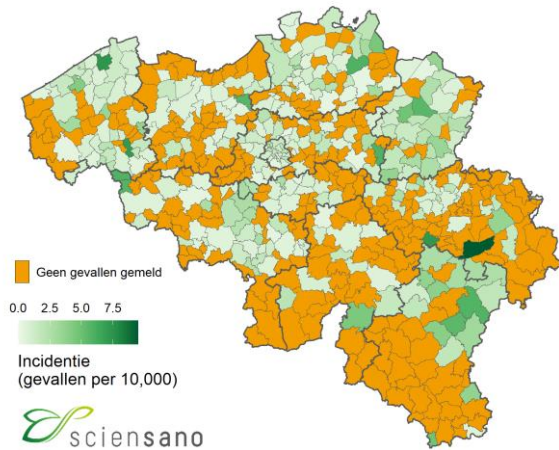 Geen gevallen gemeld
0.0 2.5 5.0 7.5
Incidentie
(gevallen per 10,000)
sciensano